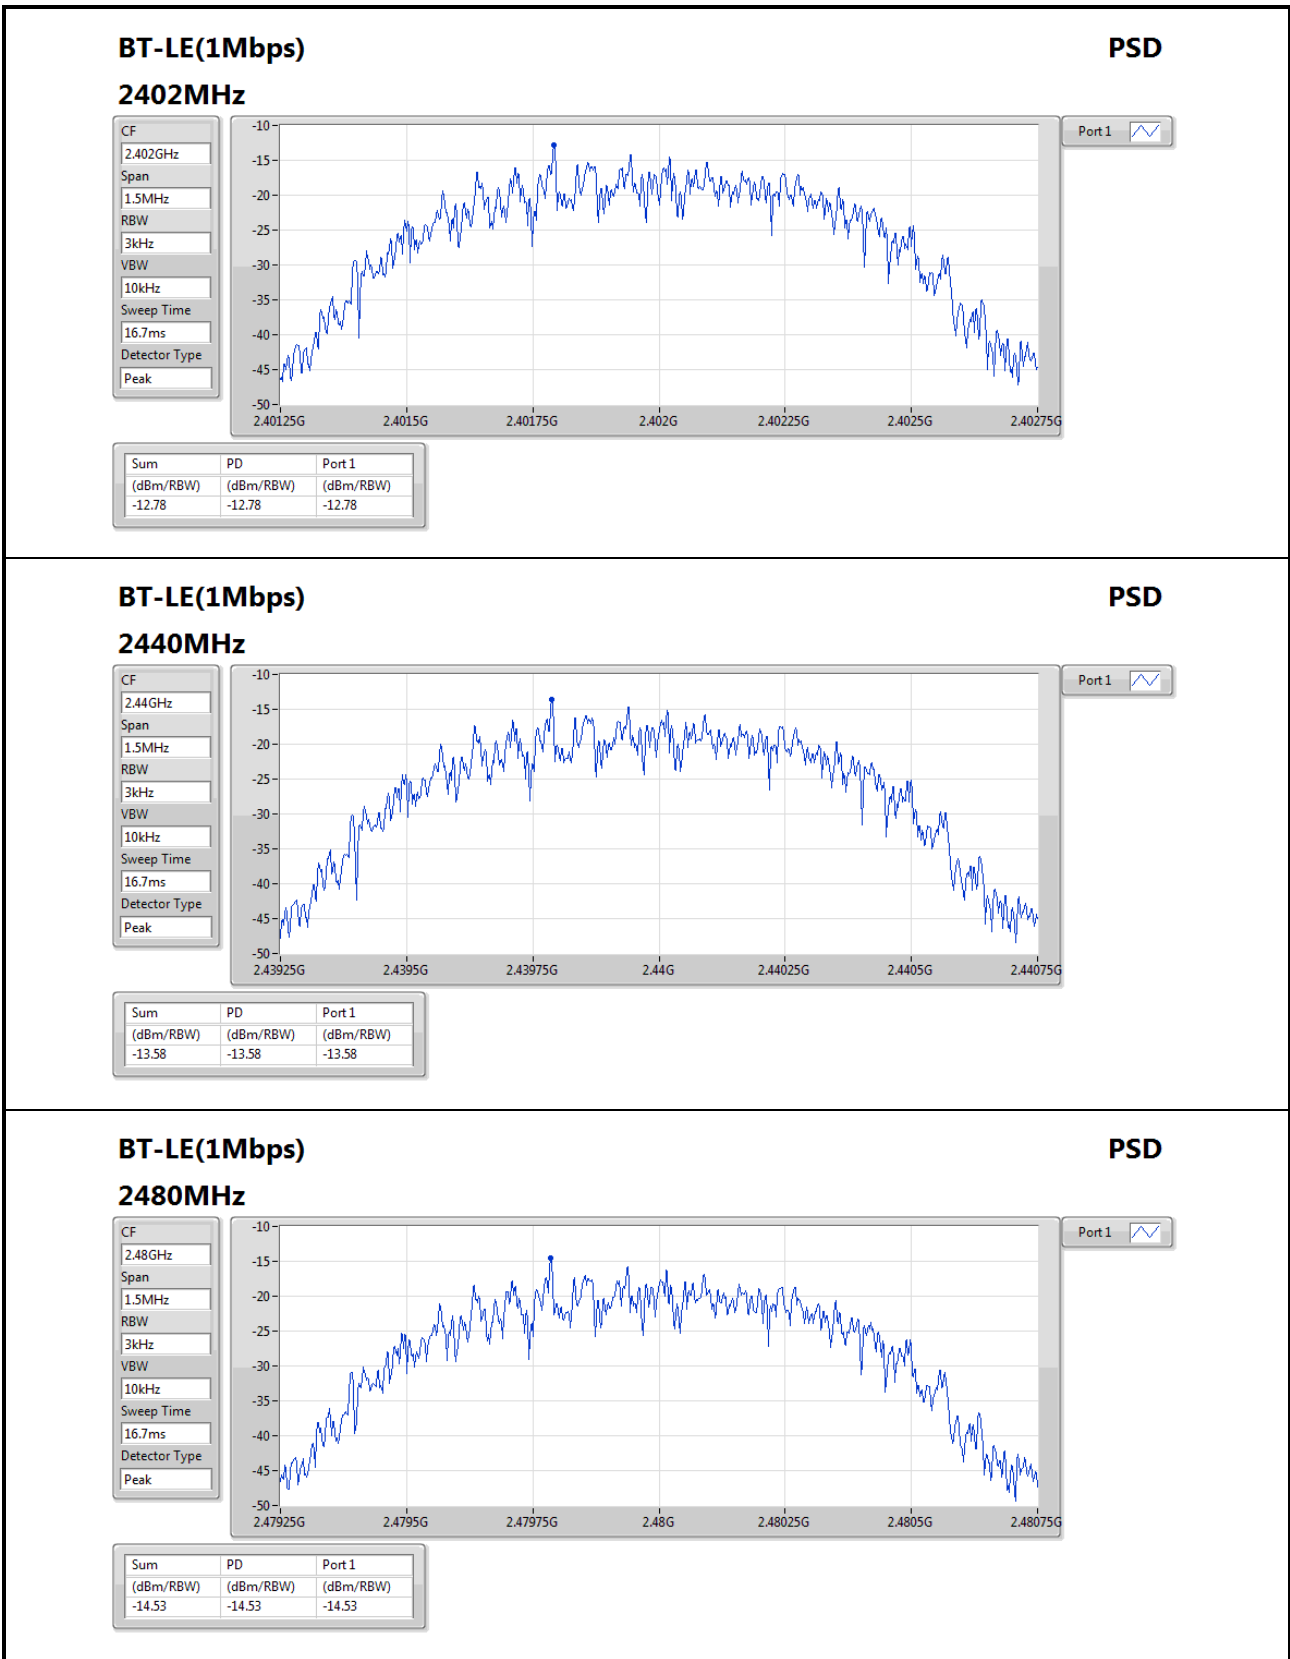 BT-LE(1Mbps) PSD
2402MHz
CF
2.402GHz
Span
1.5MHz
RBW
3kHz
VBW
10kHz
Sweep Time
16.7ms
Detector Type
Peak
-10
-15
-20
-25
-30
-35
-40
-45
-50
2.40125G 2.4015G 2.40175G 2.402G 2.40225G 2.4025G 2.40275G
Port 1
Sum PD Port 1
(dBm/RBW) (dBm/RBW) (dBm/RBW)
-12.78 -12.78 -12.78
BT-LE(1Mbps) PSD
2440MHz
CF
2.44GHz
Span
1.5MHz
RBW
3kHz
VBW
10kHz
Sweep Time
16.7ms
Detector Type
Peak
-10
-15
-20
-25
-30
-35
-40
-45
-50
2.43925G 2.4395G 2.43975G 2.44G 2.44025G 2.4405G 2.44075G
Port 1
Sum PD Port 1
(dBm/RBW) (dBm/RBW) (dBm/RBW)
-13.58 -13.58 -13.58
BT-LE(1Mbps) PSD
2480MHz
CF
2.48GHz
Span
1.5MHz
RBW
3kHz
VBW
10kHz
Sweep Time
16.7ms
Detector Type
Peak
-10
-15
-20
-25
-30
-35
-40
-45
-50
2.47925G 2.4795G 2.47975G 2.48G 2.48025G 2.4805G 2.48075G
Port 1
Sum PD Port 1
(dBm/RBW) (dBm/RBW) (dBm/RBW)
-14.53 -14.53 -14.53